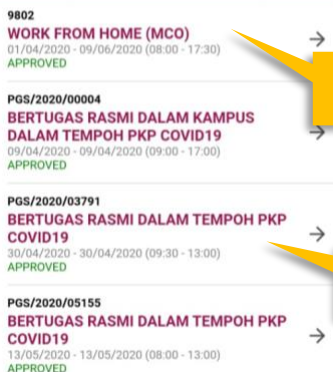 9802
WORK FROM HOME (MCO)
01/04/2020 - 09/06/2020 (08:00 - 17:30)
APPROVED
PGS/2020/00004
BERTUGAS RASMI DALAM KAMPUS
DALAM TEMPOH PKP COVID19
09/04/2020 - 09/04/2020 (09:00 - 17:00)
APPROVED
PGS/2020/03791
BERTUGAS RASMI DALAM TEMPOH PKP
COVID19
30/04/2020 - 30/04/2020 (09:30 - 13:00)
APPROVED
PGS/2020/05155
BERTUGAS RASMI DALAM TEMPOH PKP
COVID19
13/05/2020 - 13/05/2020 (08:00 - 13:00)
APPROVED